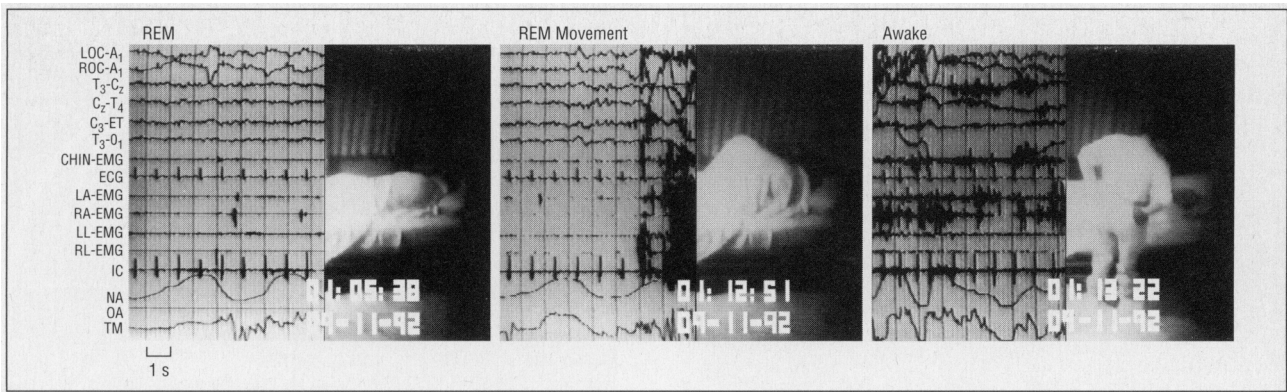 REM
REM Movement
Awake
LOC-A1
ROC-A1
T3-Cz
Cz-T4
C3-ET
T3-01
CHIN-EMG
ECG
LA-EMG
RA-EMG
LL-EMG
RL-EMG
IC
NA
OA
TM
01:05:38
09-11-92
01:12:51
09-11-92
01:13 22
09-11-92
1 s